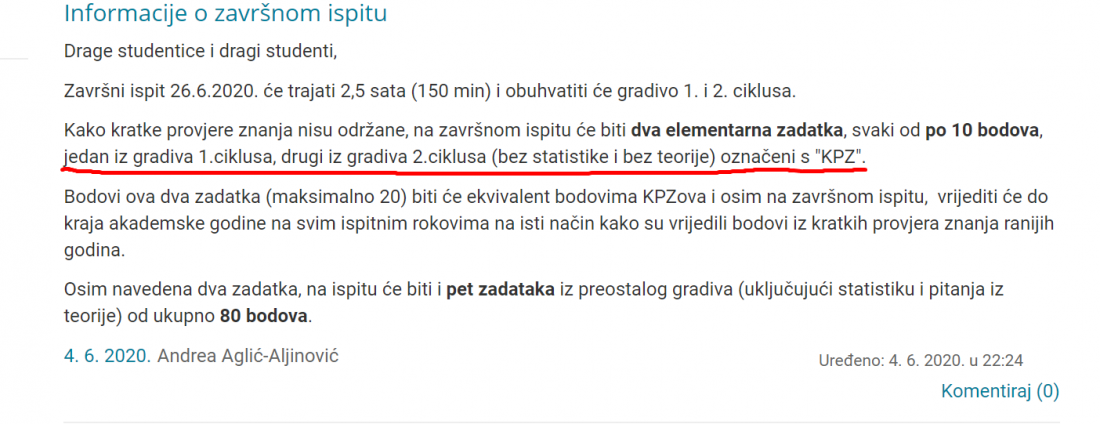 Informacije o završnom ispitu
Drage studentice i dragi studenti,
Završni ispit 26.6.2020. će trajati 2,5 sata (150 min) i obuhvatiti će gradivo 1. i 2. ciklusa.
Kako kratke provjere znanja nisu održane, na završnom ispitu će biti dva elementarna zadatka, svaki od po 10 bodova,
jedan iz gradiva 1.ciklusa, drugi iz gradiva 2.ciklusa (bez statistike i bez teorije) označeni s "KPZ".
Bodovi ova dva zadatka (maksimalno 20) biti će ekvivalent bodovima KPZova i osim na završnom ispitu, vrijediti će do
kraja akademske godine na svim ispitnim rokovima na isti način kako su vrijedili bodovi iz kratkih provjera znanja ranijih
godina.
Osim navedena dva zadatka, na ispitu će biti i pet zadataka iz preostalog gradiva (uključujući statistiku i pitanja iz
teorije) od ukupno 80 bodova.
4. 6. 2020. Andrea Aglić-Aljinović
Uređeno: 4. 6. 2020. u 22:24
Komentiraj (0)